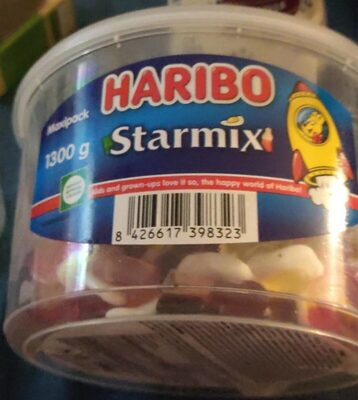 HARIBO
Maxipack
Starmix
1300 g
kids and grown-ups love it so, the happy world of Haribo!
8 426617 398323